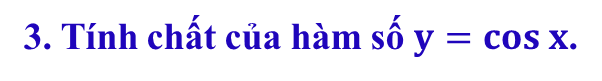 3. Tính chất của hàm số y = cos x.